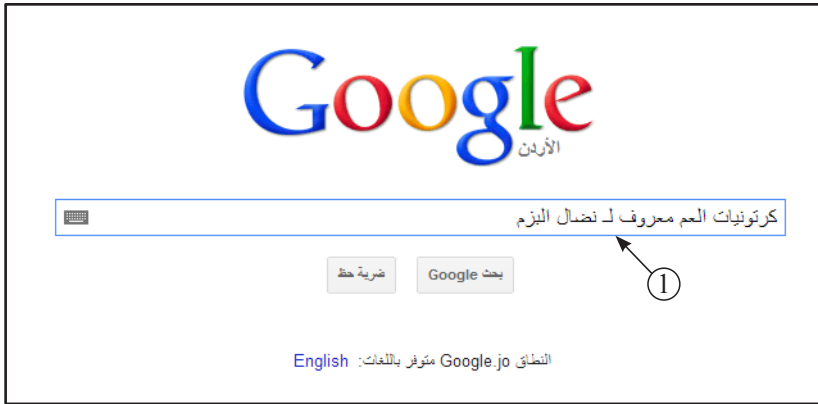 Google
الأردن
كرتونيات العم معروف لـ نضال البزم
1
بحث Google ضربة حظ
النطاق Google.jo متوفر باللغات: English